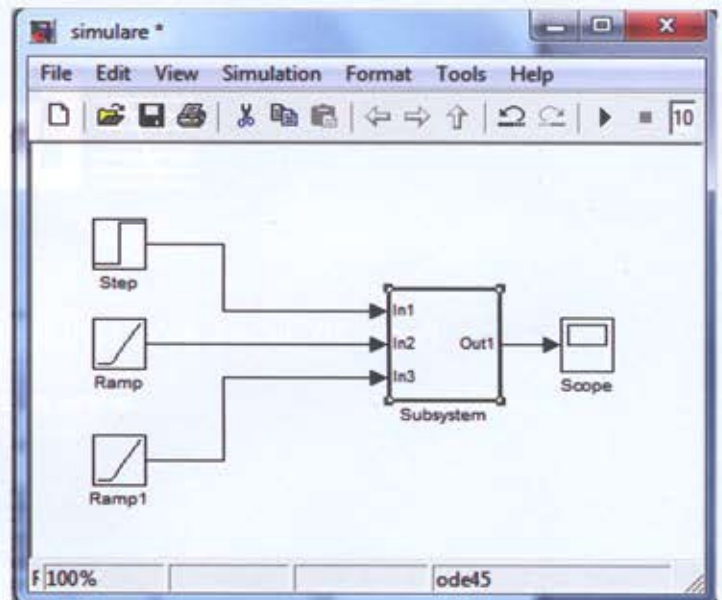 simulare *
File Edit View Simulation Format Tools Help
10
Step
Ramp
Ramp1
In1
In2
In3
Out1
Subsystem
Scope
F 100%
ode45